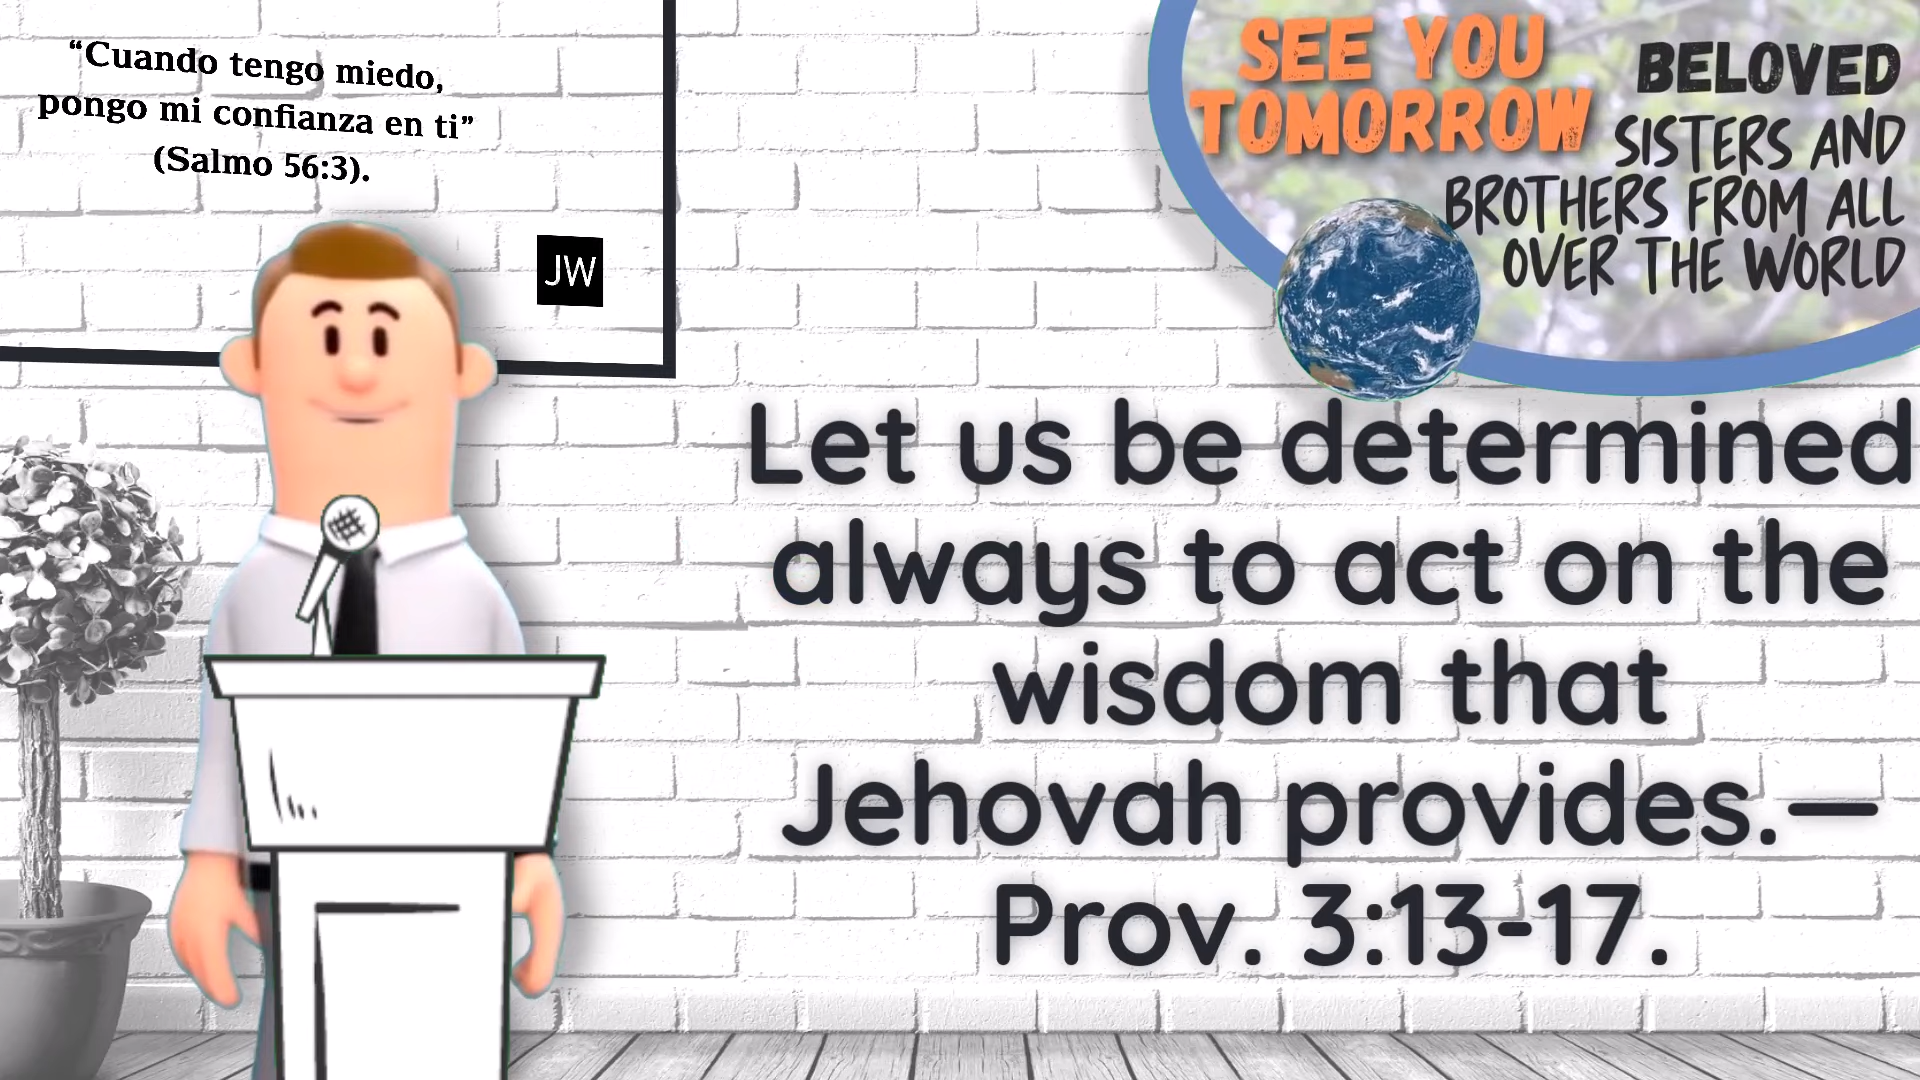 “Cuando tengo miedo,
pongo mi confianza en ti”
(Salmo 56:3).
JW
SEE YOU
TOMORROW
BELOVED
SISTERS AND
BROTHERS FROM ALL
OVER THE WORLD
Let us be determined
always to act on the
wisdom that
Jehovah provides.—
Prov. 3:13-17.